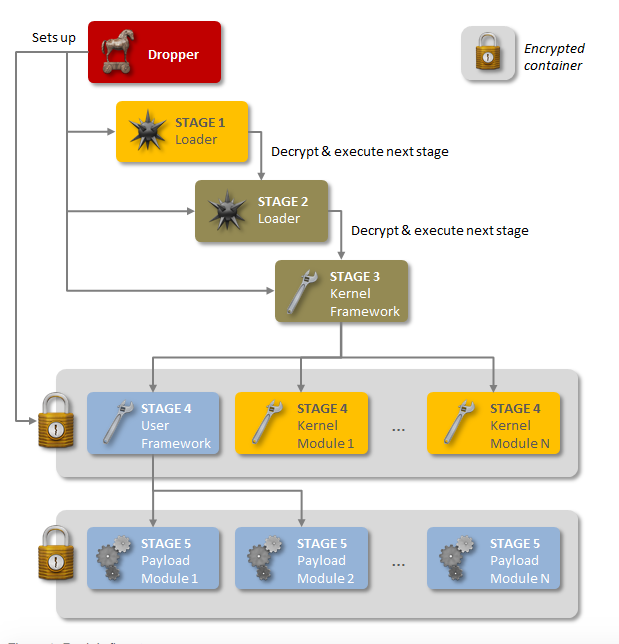 Sets up
Dropper
Encrypted
container
STAGE 1
Loader
Decrypt & execute next stage
STAGE 2
Loader
Decrypt & execute next stage
STAGE 3
Kernel
Framework
STAGE 4
User
Framework
STAGE 4
Kernel
Module 1
...
STAGE 4
Kernel
Module N
STAGE 5
Payload
Module 1
STAGE 5
Payload
Module 2
...
STAGE 5
Payload
Module N